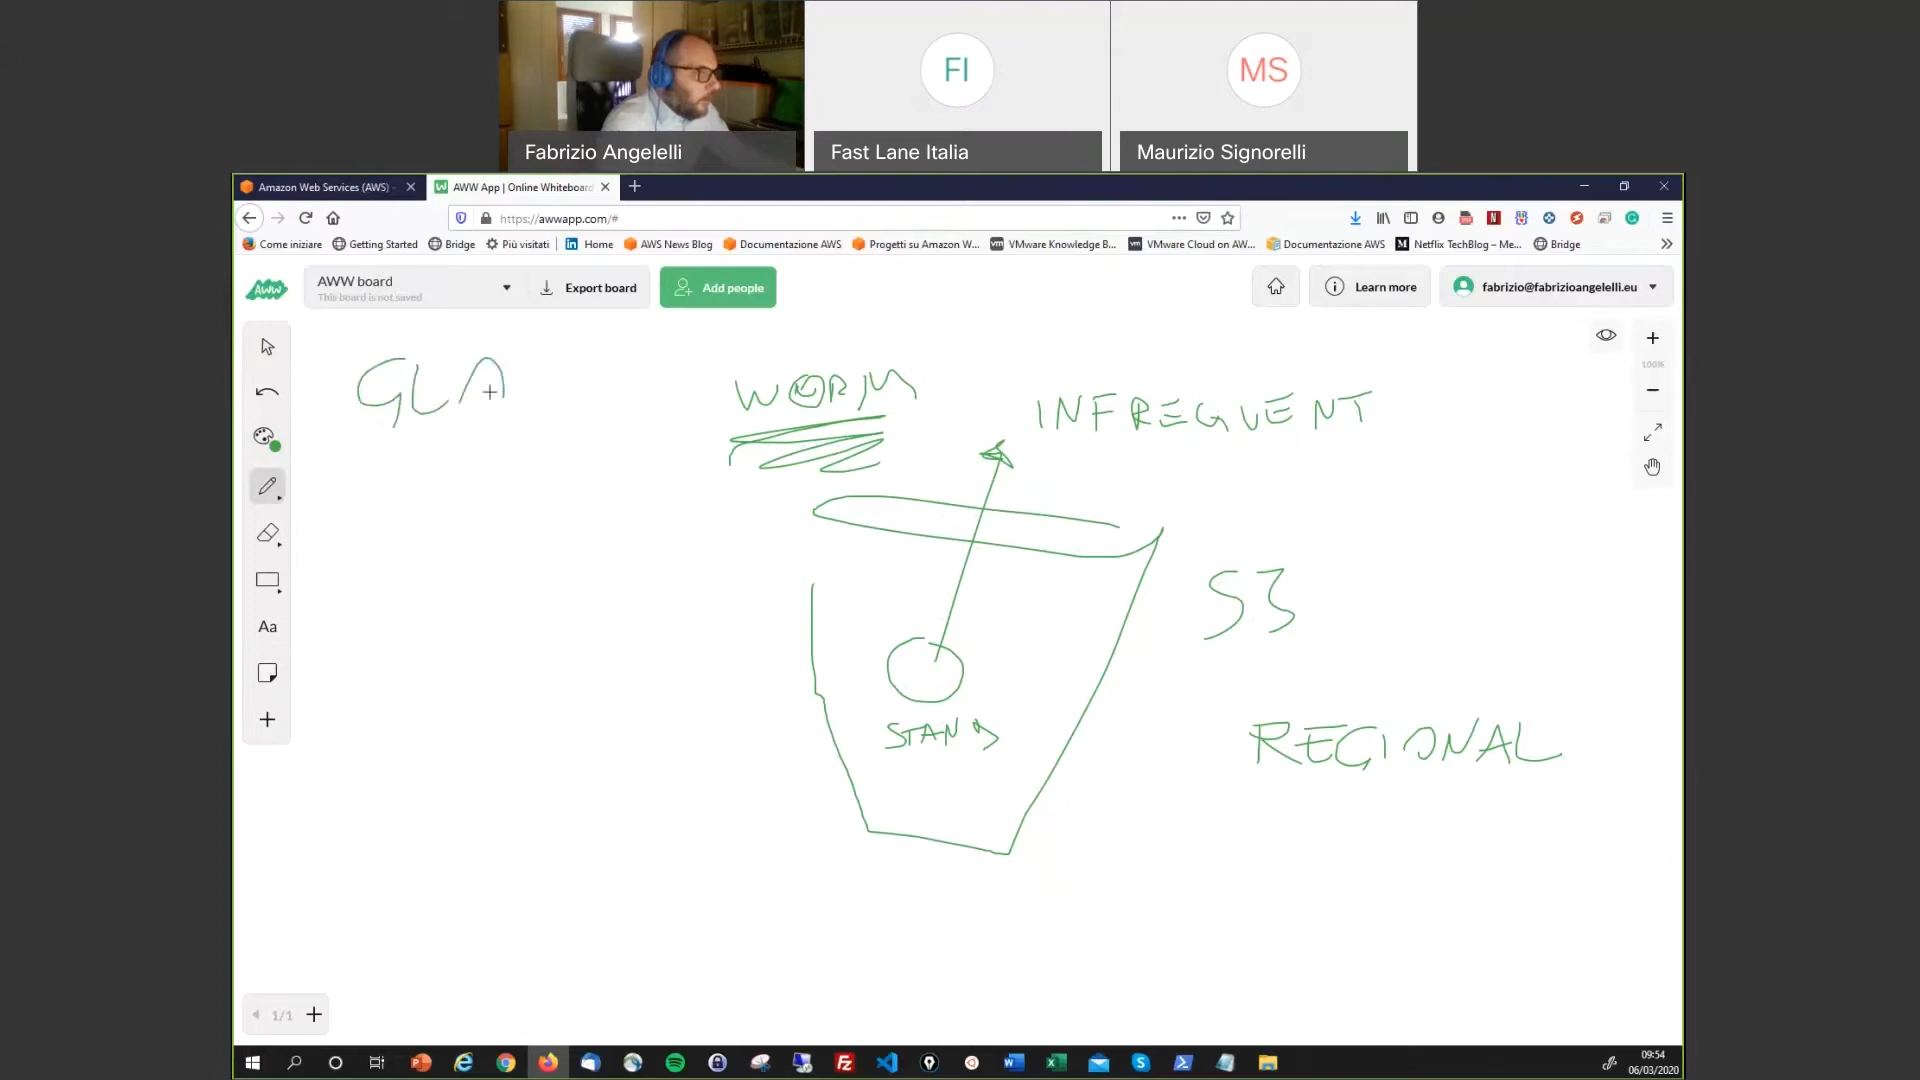 FI
MS
Fabrizio Angelelli
Fast Lane Italia
Maurizio Signorelli
Amazon Web Services (AWS) -
AWW App | Online Whiteboard
https://awwapp.com/#
Come iniziare
Getting Started
Bridge
Più visitati
Home
AWS News Blog
Documentazione AWS
Progetti su Amazon W...
VMware Knowledge B...
VMware Cloud on AW...
Documentazione AWS
Netflix TechBlog – Me...
Bridge
AWW
AWW board
This board is not saved
Export board
Add people
Learn more
fabrizio@fabrizioangelelli.eu
100%
GLA
WORM
INFREQUENT
S3
STAND
REGIONAL
Aa
1/1
09:54
06/03/2020